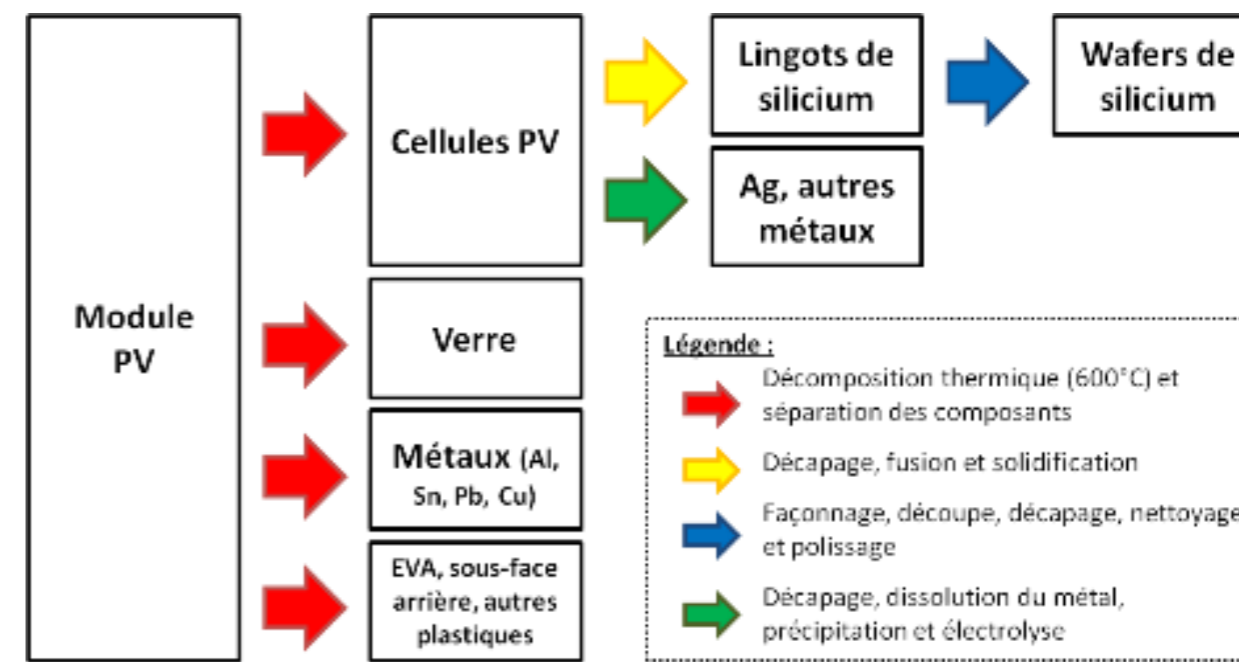 Module
PV
Cellules PV
Verre
Métaux (Al,
Sn, Pb, Cu)
EVA, sous-face
arrière, autres
plastiques
Lingots de
silicium
Ag, autres
métaux
Wafers de
silicium
Légende :
Décomposition thermique (600°C) et
séparation des composants
Décapage, fusion et solidification
Façonnage, découpe, décapage, nettoyage
et polissage
Décapage, dissolution du métal,
précipitation et électrolyse